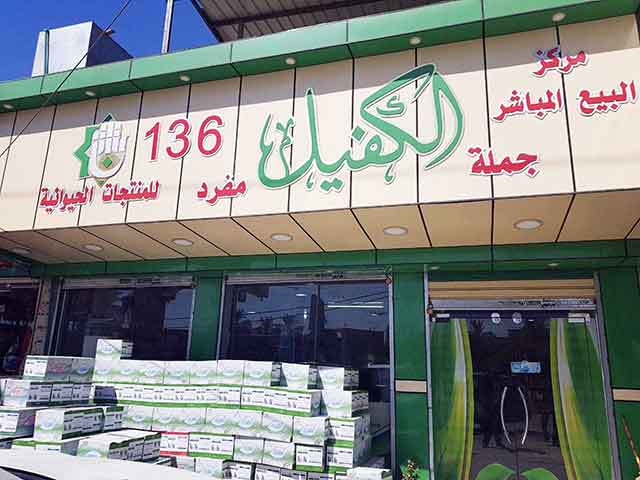 مركز
البيع المباشر
الكفيل
136
جملة
مفرد
للمنتجات الحيوانية